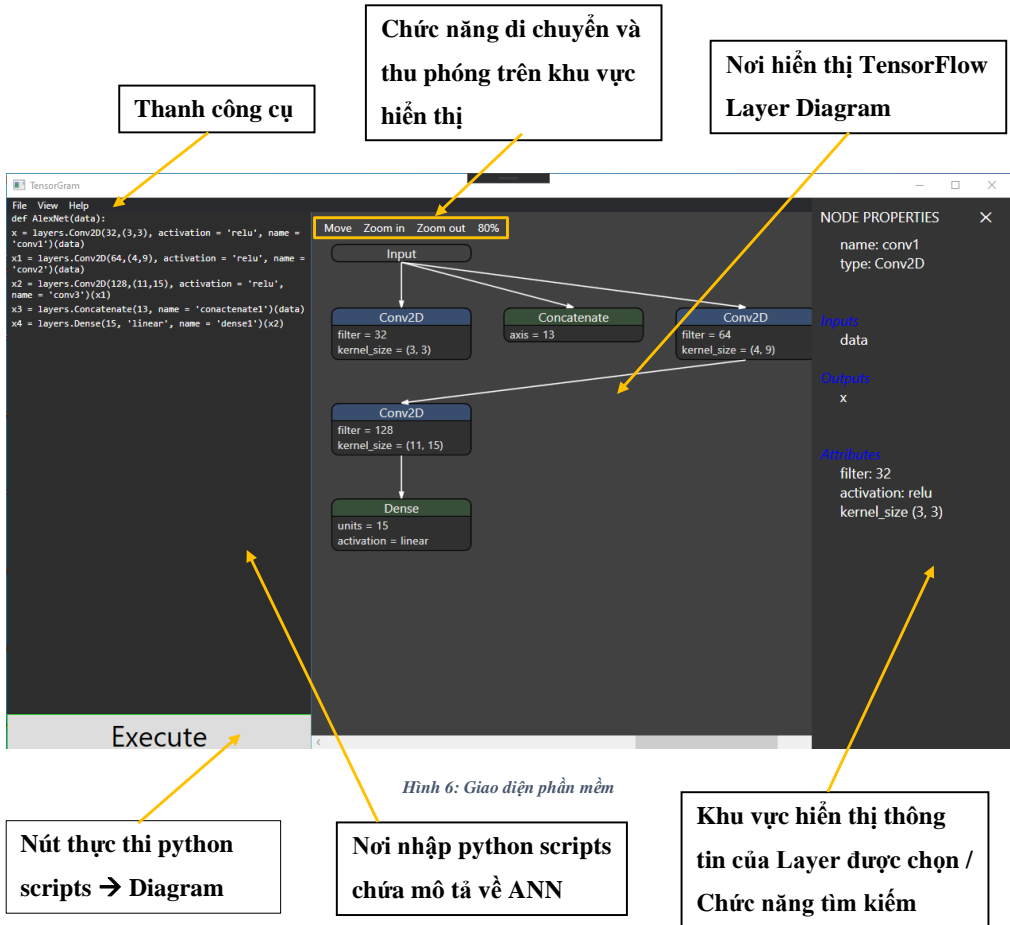 Chức năng di chuyển và
thu phóng trên khu vực
hiển thị
Nơi hiển thị TensorFlow
Layer Diagram
Thanh công cụ
TensorGram
File View Help
def AlexNet(data):
x = layers.Conv2D(32,(3,3), activation = 'relu', name =
'conv1')(data)
x1 = layers.Conv2D(64,(4,9), activation = 'relu', name =
'conv2')(data)
x2 = layers.Conv2D(128,(11,15), activation = 'relu',
name = 'conv3')(x1)
x3 = layers.Concatenate(13, name = 'conactenate1')(data)
x4 = layers.Dense(15, 'linear', name = 'dense1')(x2)
Execute
Move Zoom in Zoom out 80%
Input
Conv2D
filter = 32
kernel_size = (3, 3)
Concatenate
axis = 13
Conv2D
filter = 64
kernel_size = (4, 9)
Conv2D
filter = 128
kernel_size = (11, 15)
Dense
units = 15
activation = linear
NODE PROPERTIES
name: conv1
type: Conv2D
Inputs
data
Outputs
x
Attributes
filter: 32
activation: relu
kernel_size (3, 3)
Hình 6: Giao diện phần mềm
Nút thực thi python
scripts → Diagram
Nơi nhập python scripts
chứa mô tả về ANN
Khu vực hiển thị thông
tin của Layer được chọn /
Chức năng tìm kiếm